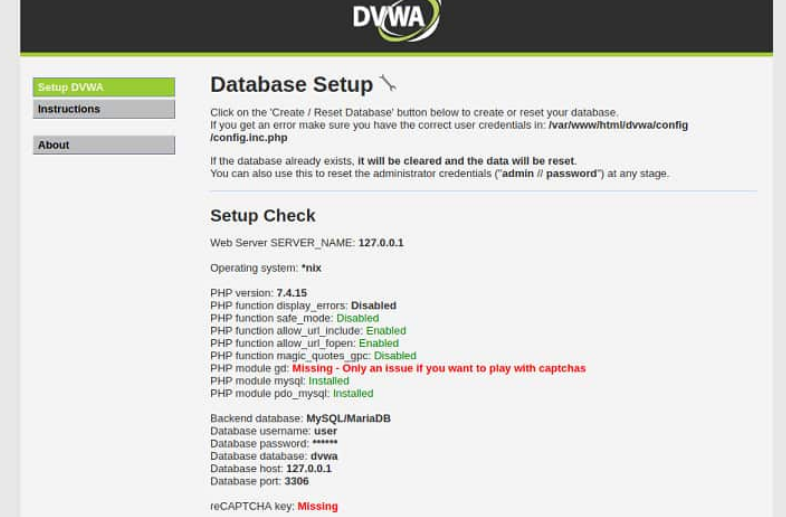 DVWA
Setup DVWA
Instructions
About
Database Setup
Click on the 'Create / Reset Database' button below to create or reset your database.
If you get an error make sure you have the correct user credentials in: /var/www/html/dvwa/config
/config.inc.php
If the database already exists, it will be cleared and the data will be reset.
You can also use this to reset the administrator credentials ("admin // password") at any stage.
Setup Check
Web Server SERVER_NAME: 127.0.0.1
Operating system: *nix
PHP version: 7.4.15
PHP function display_errors: Disabled
PHP function safe_mode: Disabled
PHP function allow_url_include: Enabled
PHP function allow_url_fopen: Enabled
PHP function magic_quotes_gpc: Disabled
PHP module gd: Missing - Only an issue if you want to play with captchas
PHP module mysql: Installed
PHP module pdo_mysql: Installed
Backend database: MySQL/MariaDB
Database username: user
Database password: ******
Database database: dvwa
Database host: 127.0.0.1
Database port: 3306
reCAPTCHA key: Missing